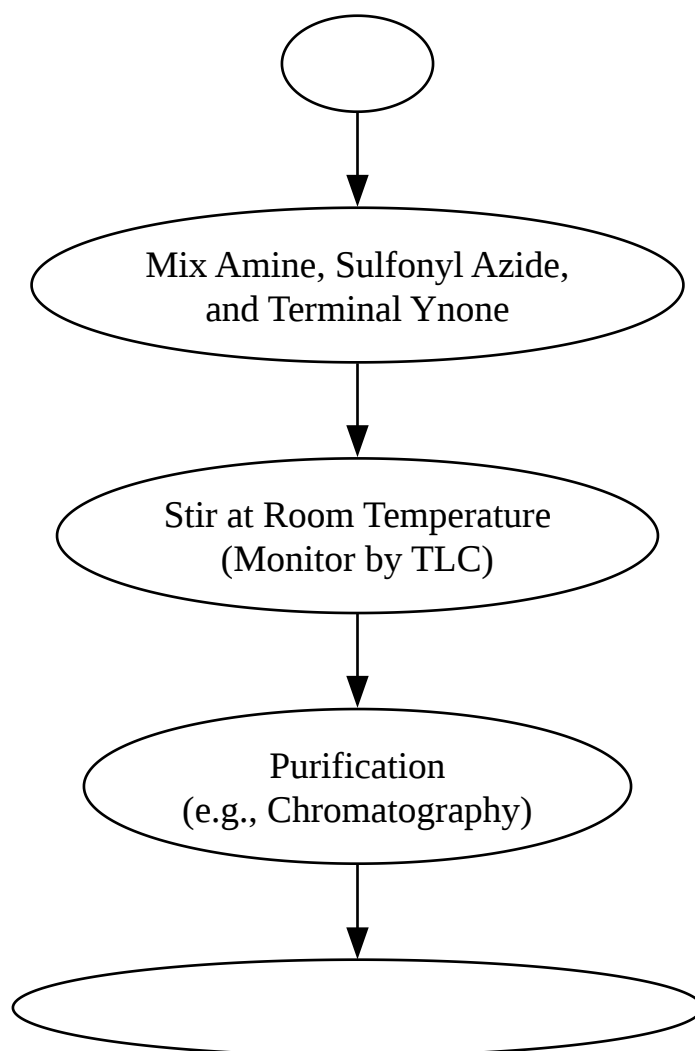 Mix Amine, Sulfonyl Azide,
and Terminal Ynone
Stir at Room Temperature
(Monitor by TLC)
Purification
(e.g., Chromatography)